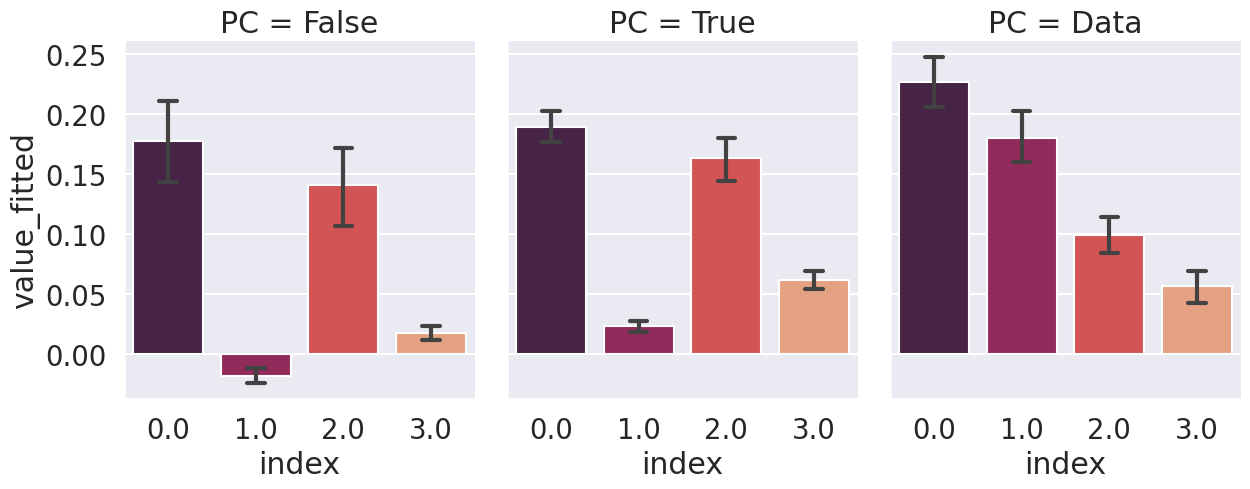 PC = False
PC = True
PC = Data
value_fitted
0.25
0.20
0.15
0.10
0.05
0.00
0.0 1.0 2.0 3.0
0.0 1.0 2.0 3.0
0.0 1.0 2.0 3.0
index
index
index